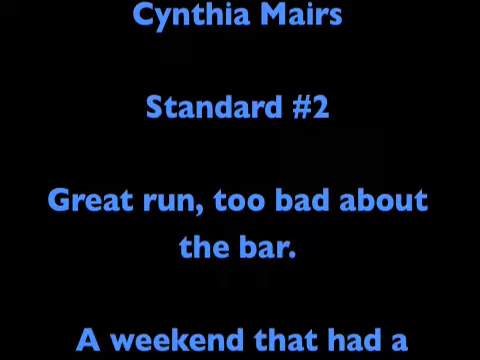 Cynthia Mairs
Standard #2
Great run, too bad about
the bar.
A weekend that had a